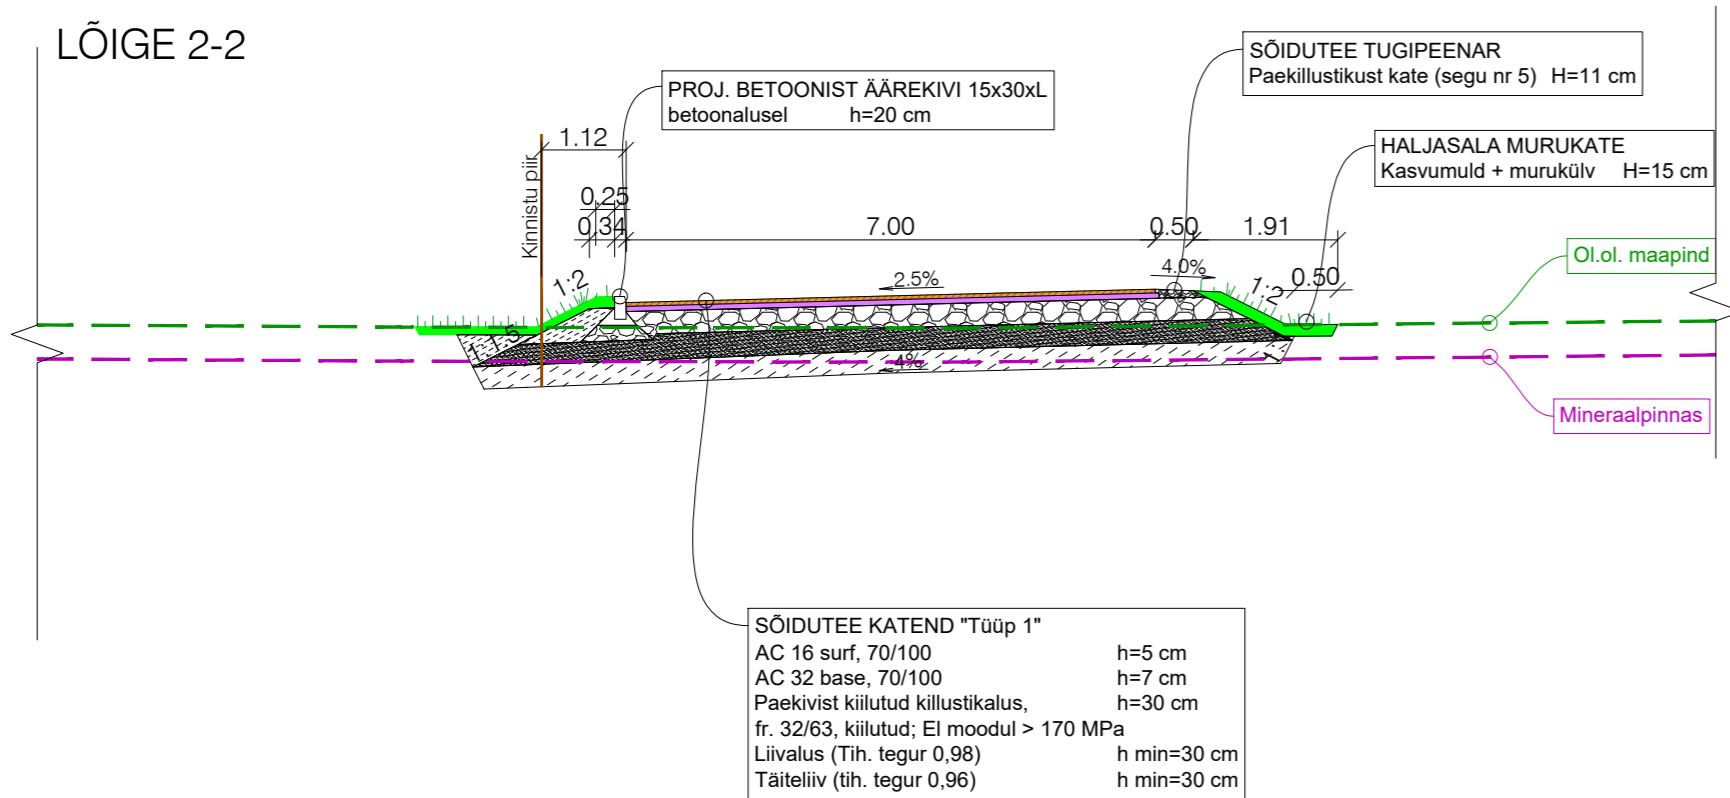 LÕIGE 2-2
SÕIDUTEE TUGIPEENAR
Paekillustikust kate (segu nr 5) H=11 cm
PROJ. BETOONIST ÄÄREKIVI 15x30xL
betoonalusel h=20 cm
HALJASALA MURUKATE
Kasvumuld + murukülv H=15 cm
1.12
Kinnistu piir
0.25
0.34
7.00
0.50
1.91
Ol.ol. maapind
1:2
2.5%
4.0%
1:2
0.50
1:1.5
4%
Mineraalpinnas
SÕIDUTEE KATEND "Tüüp 1"
AC 16 surf, 70/100 h=5 cm
AC 32 base, 70/100 h=7 cm
Paekivist kiilutud killustikalus, h=30 cm
fr. 32/63, kiilutud; El moodul > 170 MPa
Liivalus (Tih. tegur 0,98) h min=30 cm
Täiteliiv (tih. tegur 0,96) h min=30 cm